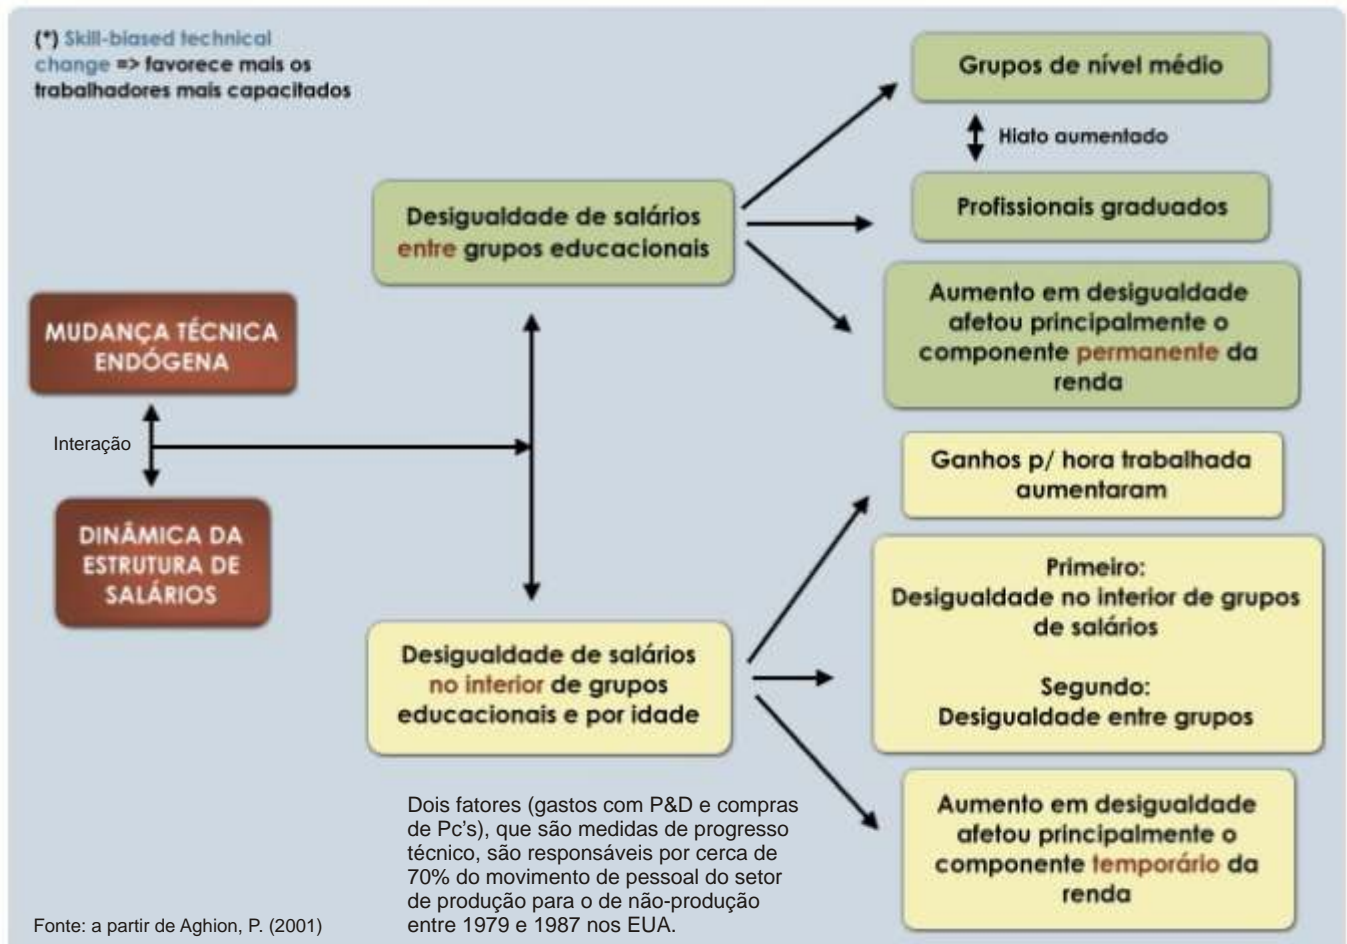 (*) Skill-biased technical
change => favorece mais os
trabalhadores mais capacitados
Grupos de nível médio
Hiato aumentado
Profissionais graduados
Desigualdade de salários
entre grupos educacionais
Aumento em desigualdade
afetou principalmente o
componente permanente da
renda
MUDANÇA TÉCNICA
ENDÓGENA
Interação
DINÂMICA DA
ESTRUTURA DE
SALÁRIOS
Ganhos p/ hora trabalhada
aumentaram
Primeiro:
Desigualdade no interior de grupos
de salários
Segundo:
Desigualdade entre grupos
Desigualdade de salários
no interior de grupos
educacionais e por idade
Aumento em desigualdade
afetou principalmente o
componente temporário da
renda
Dois fatores (gastos com P&D e compras
de Pc's), que são medidas de progresso
técnico, são responsáveis por cerca de
70% do movimento de pessoal do setor
de produção para o de não-produção
entre 1979 e 1987 nos EUA.
Fonte: a partir de Aghion, P. (2001)